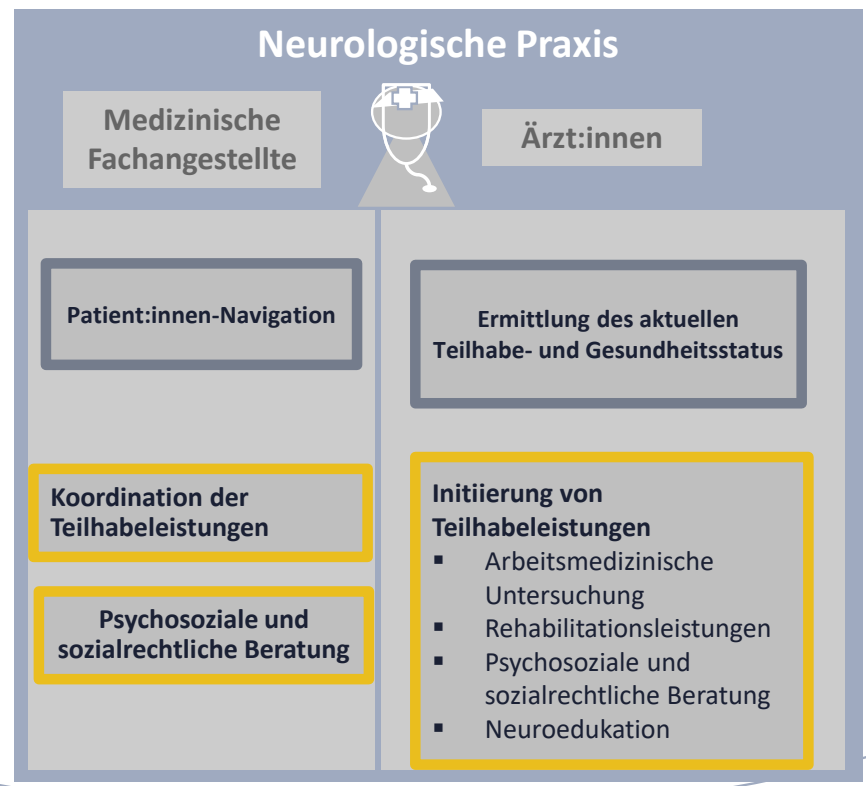 Neurologische Praxis
Medizinische
Fachangestellte
Ärzt:innen
Patient:innen-Navigation
Koordination der
Teilhabeleistungen
Psychosoziale und
sozialrechtliche Beratung
Ermittlung des aktuellen
Teilhabe- und Gesundheitsstatus
Initiierung von
Teilhabeleistungen
▪ Arbeitsmedizinische
Untersuchung
▪ Rehabilitationsleistungen
▪ Psychosoziale und
sozialrechtliche Beratung
▪ Neuroedukation